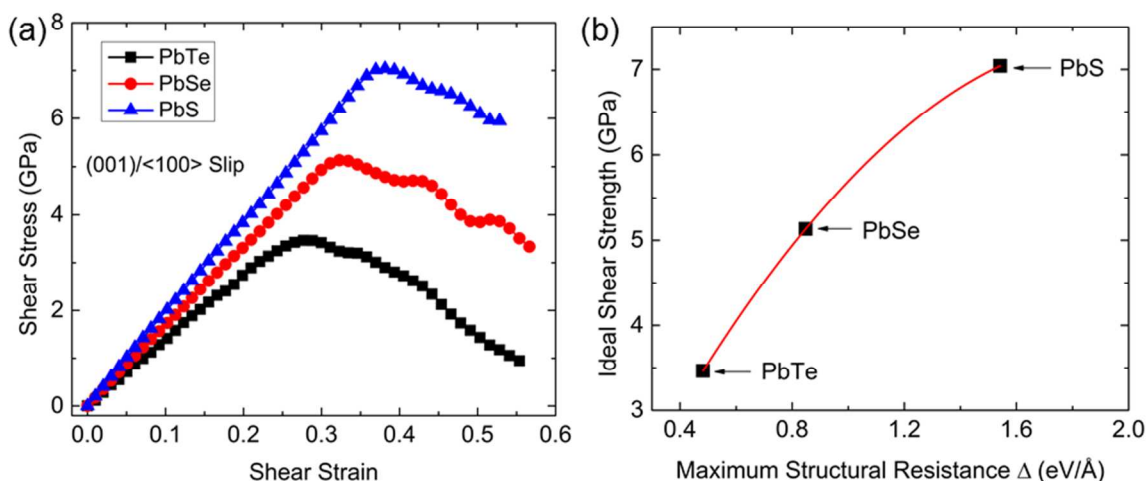 (a)
8
6
4
2
0
Shear Stress (GPa)
PbTe
PbSe
PbS
(001)/<100> Slip
0.0 0.1 0.2 0.3 0.4 0.5 0.6
Shear Strain
(b)
7
6
5
4
3
Ideal Shear Strength (GPa)
PbS
PbSe
PbTe
0.4 0.8 1.2 1.6 2.0
Maximum Structural Resistance Δ (eV/Å)